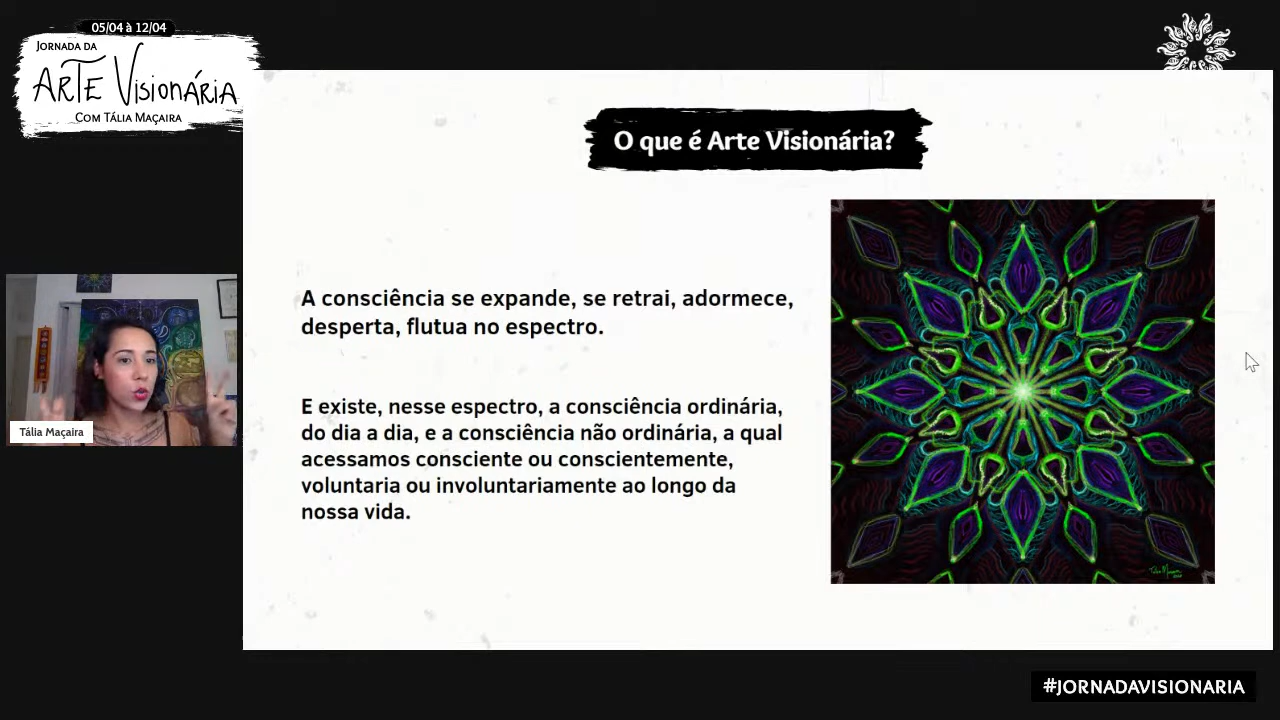 05/04 à 12/04
JORNADA DA
ARTE VISIONÁRIA
COM TÁLIA MAÇAIRA
O que é Arte Visionária?
A consciência se expande, se retrai, adormece,
desperta, flutua no espectro.
E existe, nesse espectro, a consciência ordinária,
do dia a dia, e a consciência não ordinária, a qual
acessamos consciente ou conscientemente,
voluntaria ou involuntariamente ao longo da
nossa vida.
Tália Maçaira
#JORNADAVISIONARIA